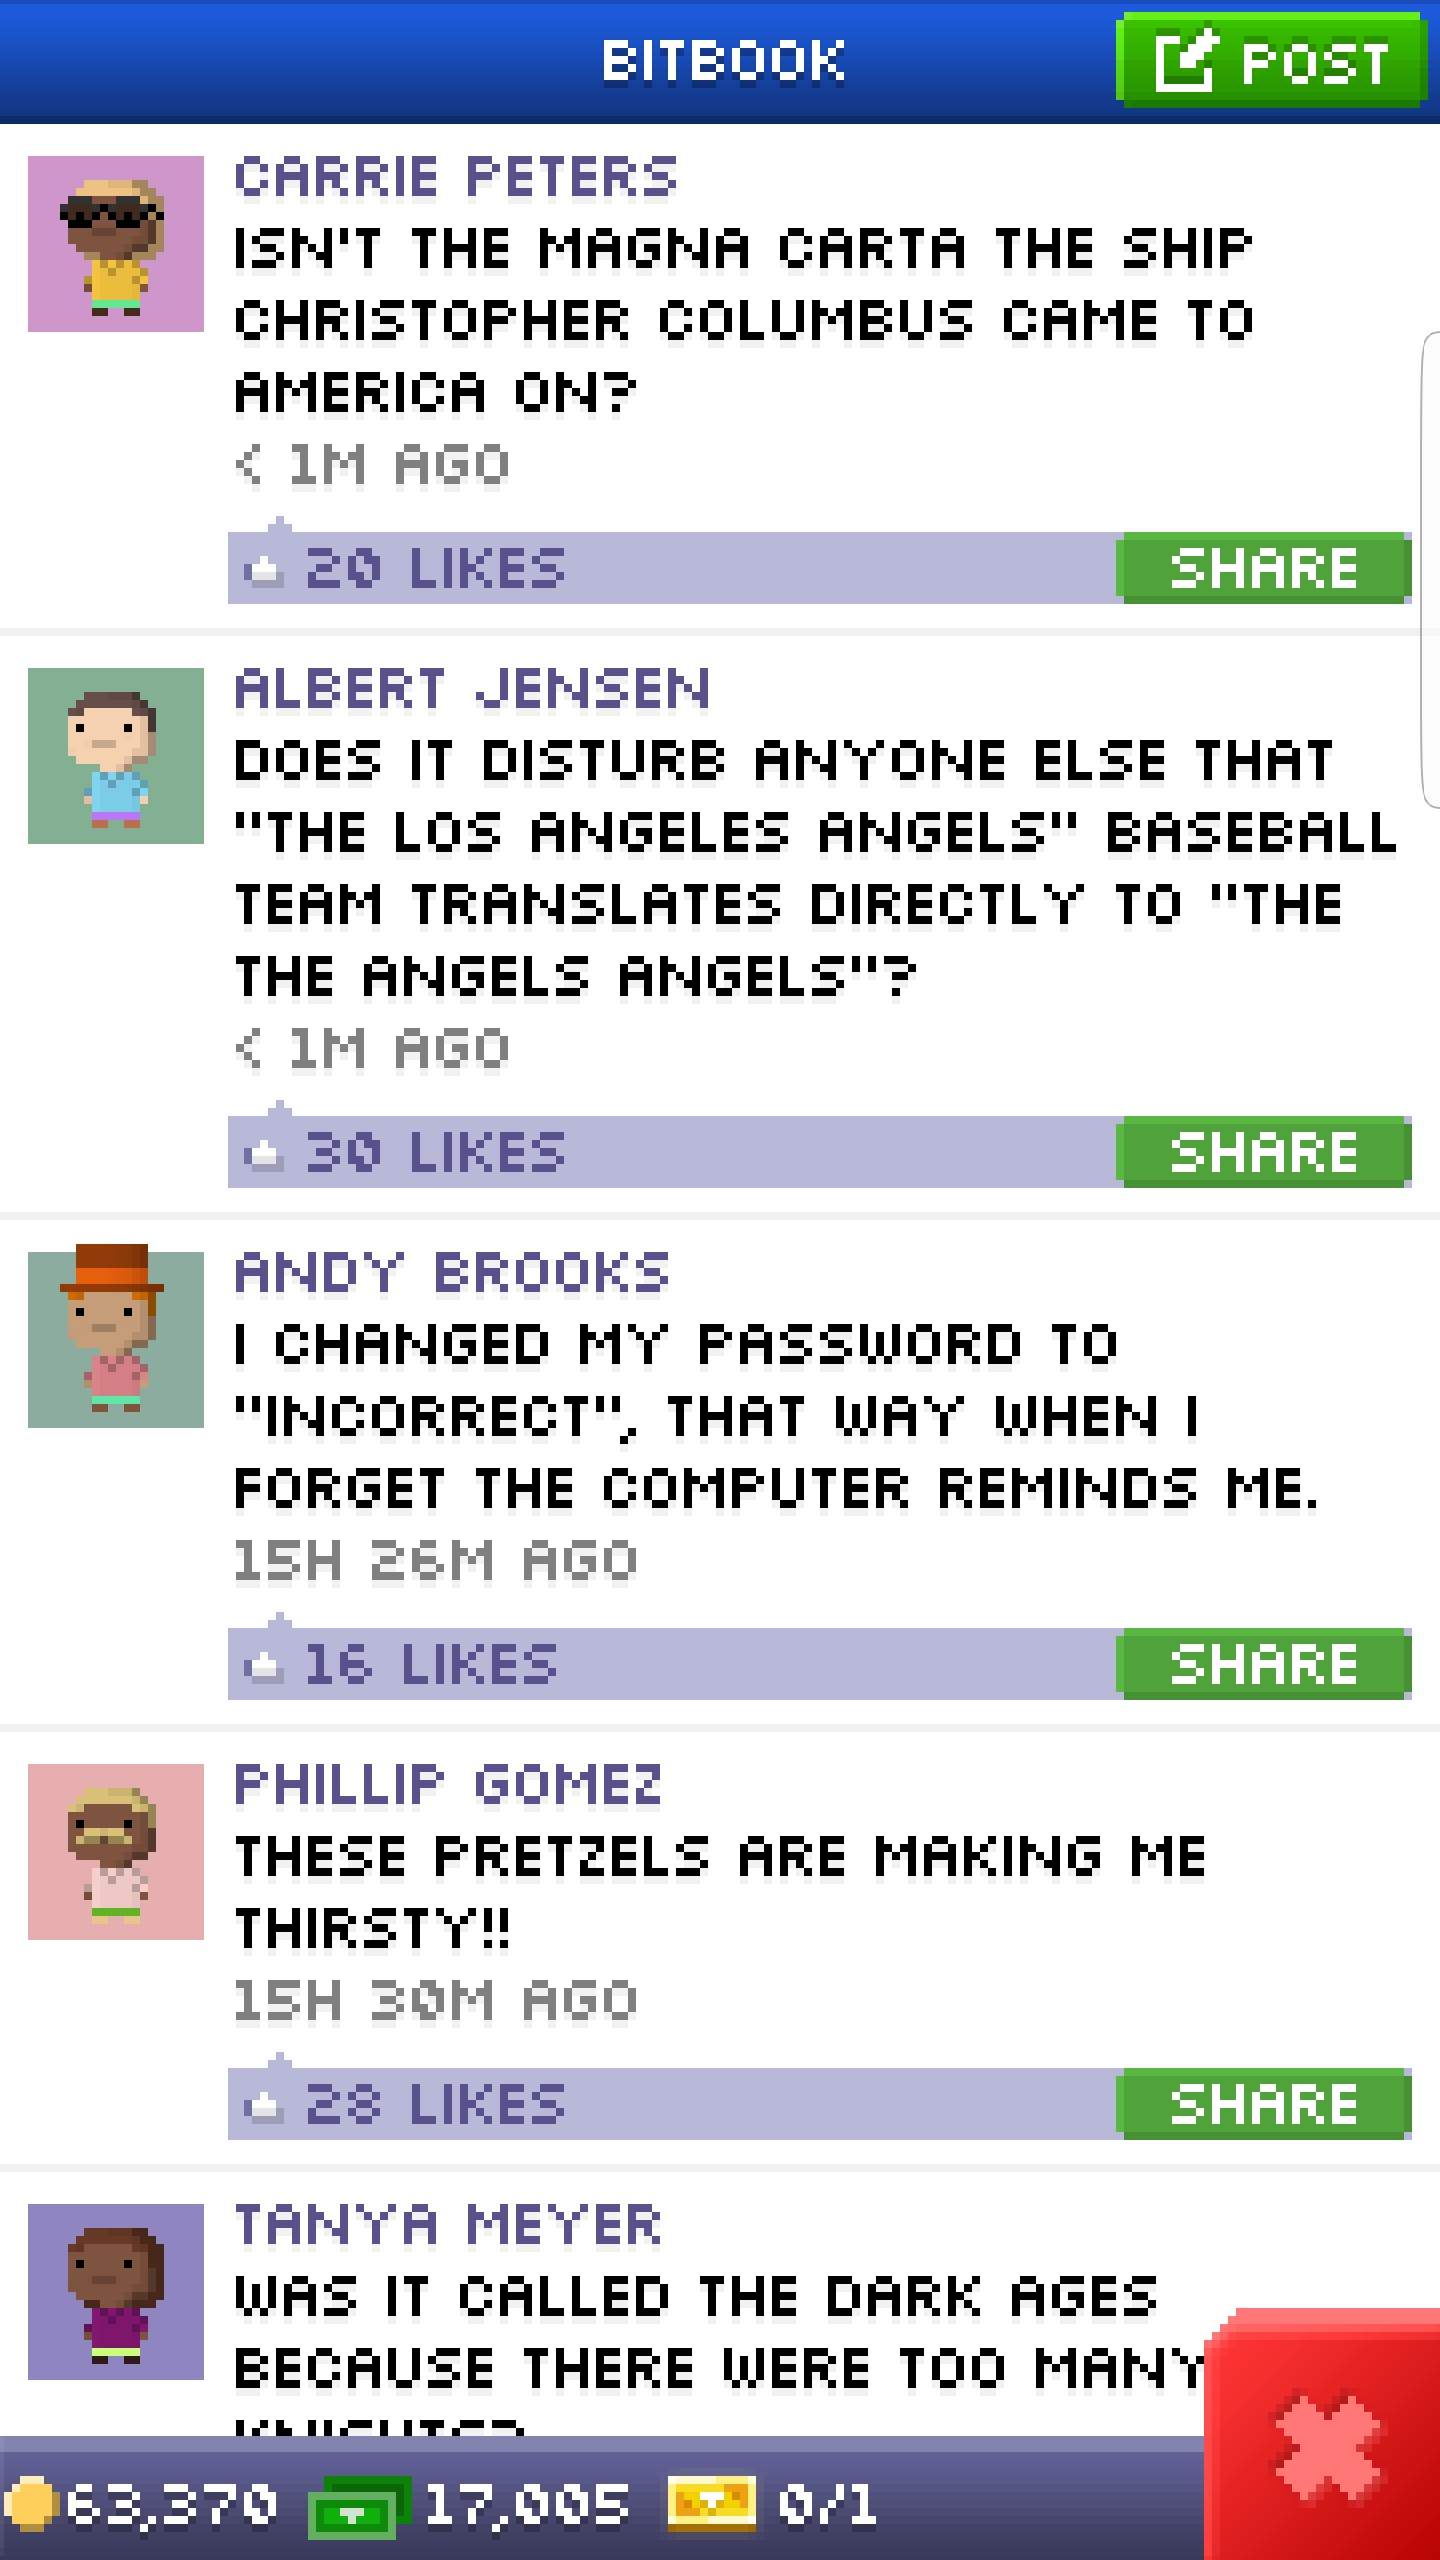 BITBOOK
POST
CARRIE PETERS
ISN'T THE MAGNA CARTA THE SHIP
CHRISTOPHER COLUMBUS CAME TO
AMERICA ON?
< 1M AGO
20 LIKES
SHARE
ALBERT JENSEN
DOES IT DISTURB ANYONE ELSE THAT
"THE LOS ANGELES ANGELS" BASEBALL
TEAM TRANSLATES DIRECTLY TO "THE
THE ANGELS ANGELS"?
< 1M AGO
30 LIKES
SHARE
ANDY BROOKS
I CHANGED MY PASSWORD TO
"INCORRECT", THAT WAY WHEN I
FORGET THE COMPUTER REMINDS ME.
15H 26M AGO
16 LIKES
SHARE
PHILLIP GOMEZ
THESE PRETZELS ARE MAKING ME
THIRSTY!!
15H 30M AGO
28 LIKES
SHARE
TANYA MEYER
WAS IT CALLED THE DARK AGES
BECAUSE THERE WERE TOO MANY
KNIGHTS?
63,370 17,005 0/1